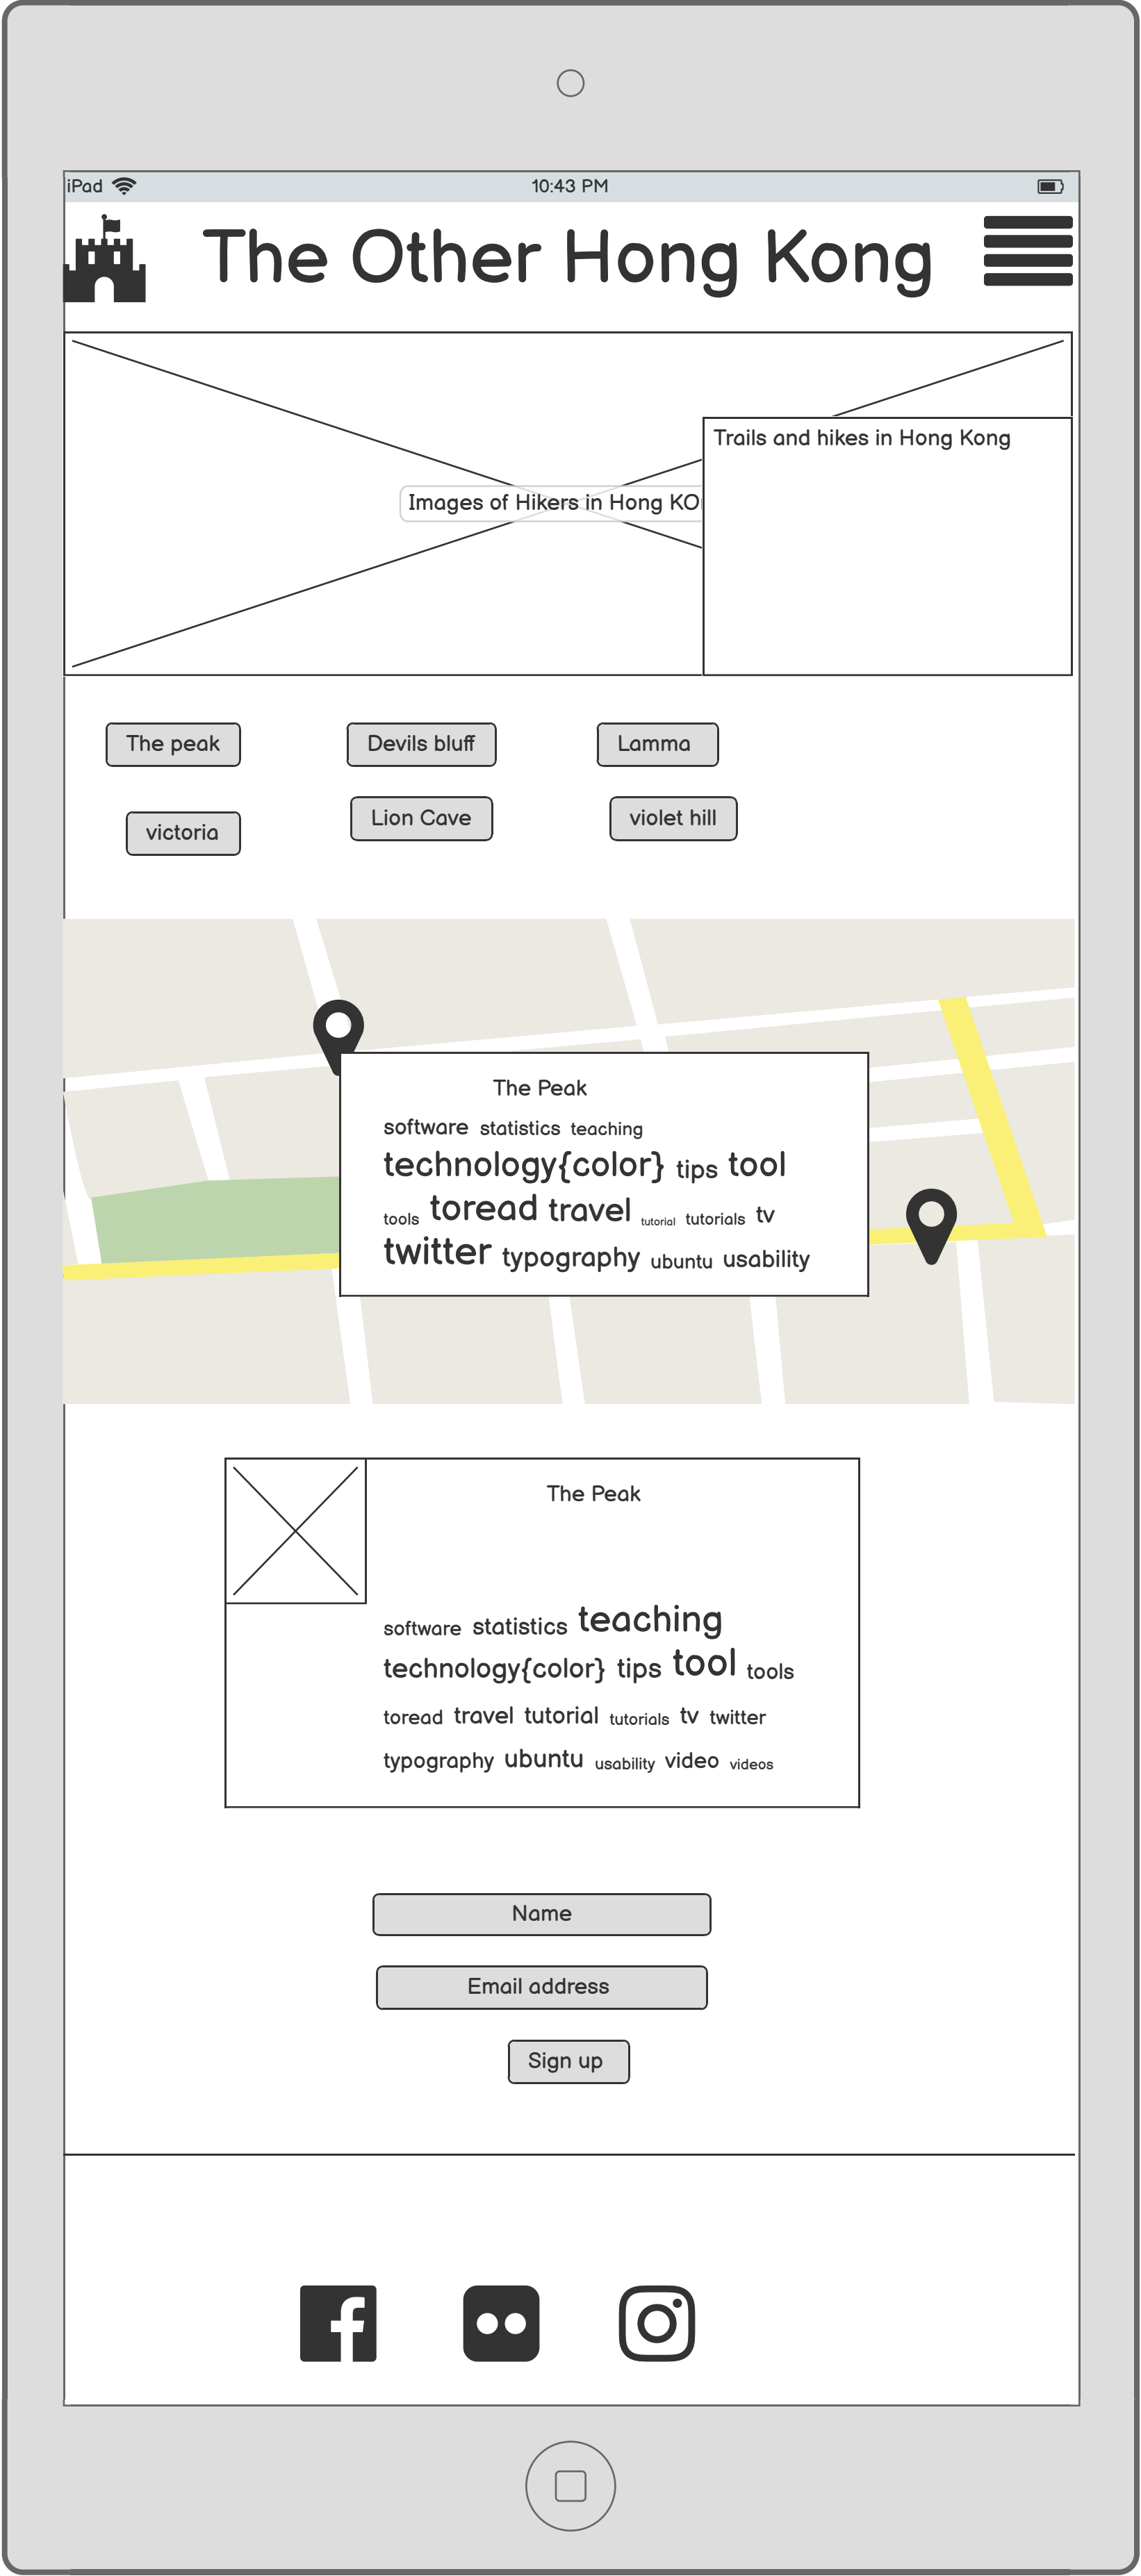 iPad 10:43 PM
The Other Hong Kong
Trails and hikes in Hong Kong
Images of Hikers in Hong KO
The peak
Devils bluff
Lamma
victoria
Lion Cave
violet hill
The Peak
software statistics teaching
technology{color} tips tool
tools toread travel tutorial tutorials tv
twitter typography ubuntu usability
The Peak
software statistics teaching
technology{color} tips tool tools
toread travel tutorial tutorials tv twitter
typography ubuntu usability video videos
Name
Email address
Sign up